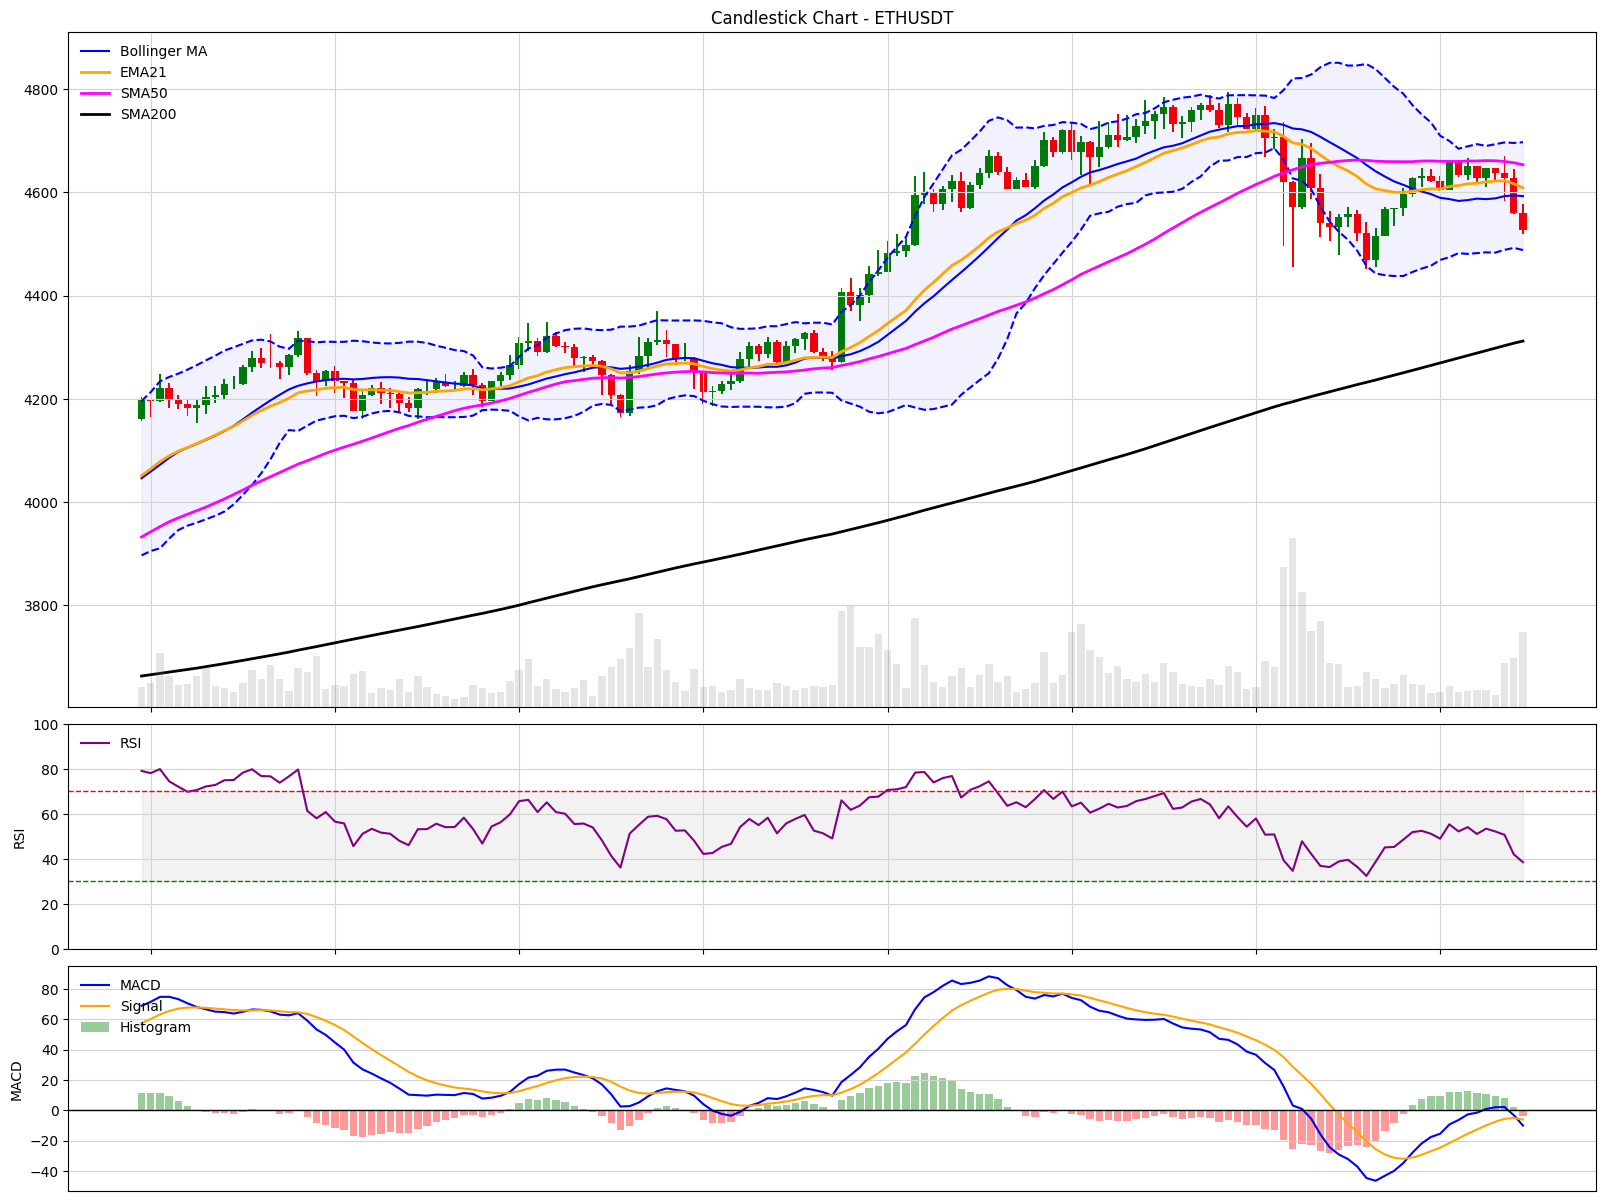 Candlestick Chart - ETHUSDT
Bollinger MA
EMA21
SMA50
SMA200
4800
4600
4400
4200
4000
3800
RSI
RSI
100
80
60
40
20
0
MACD
Signal
Histogram
MACD
80
60
40
20
0
−20
−40